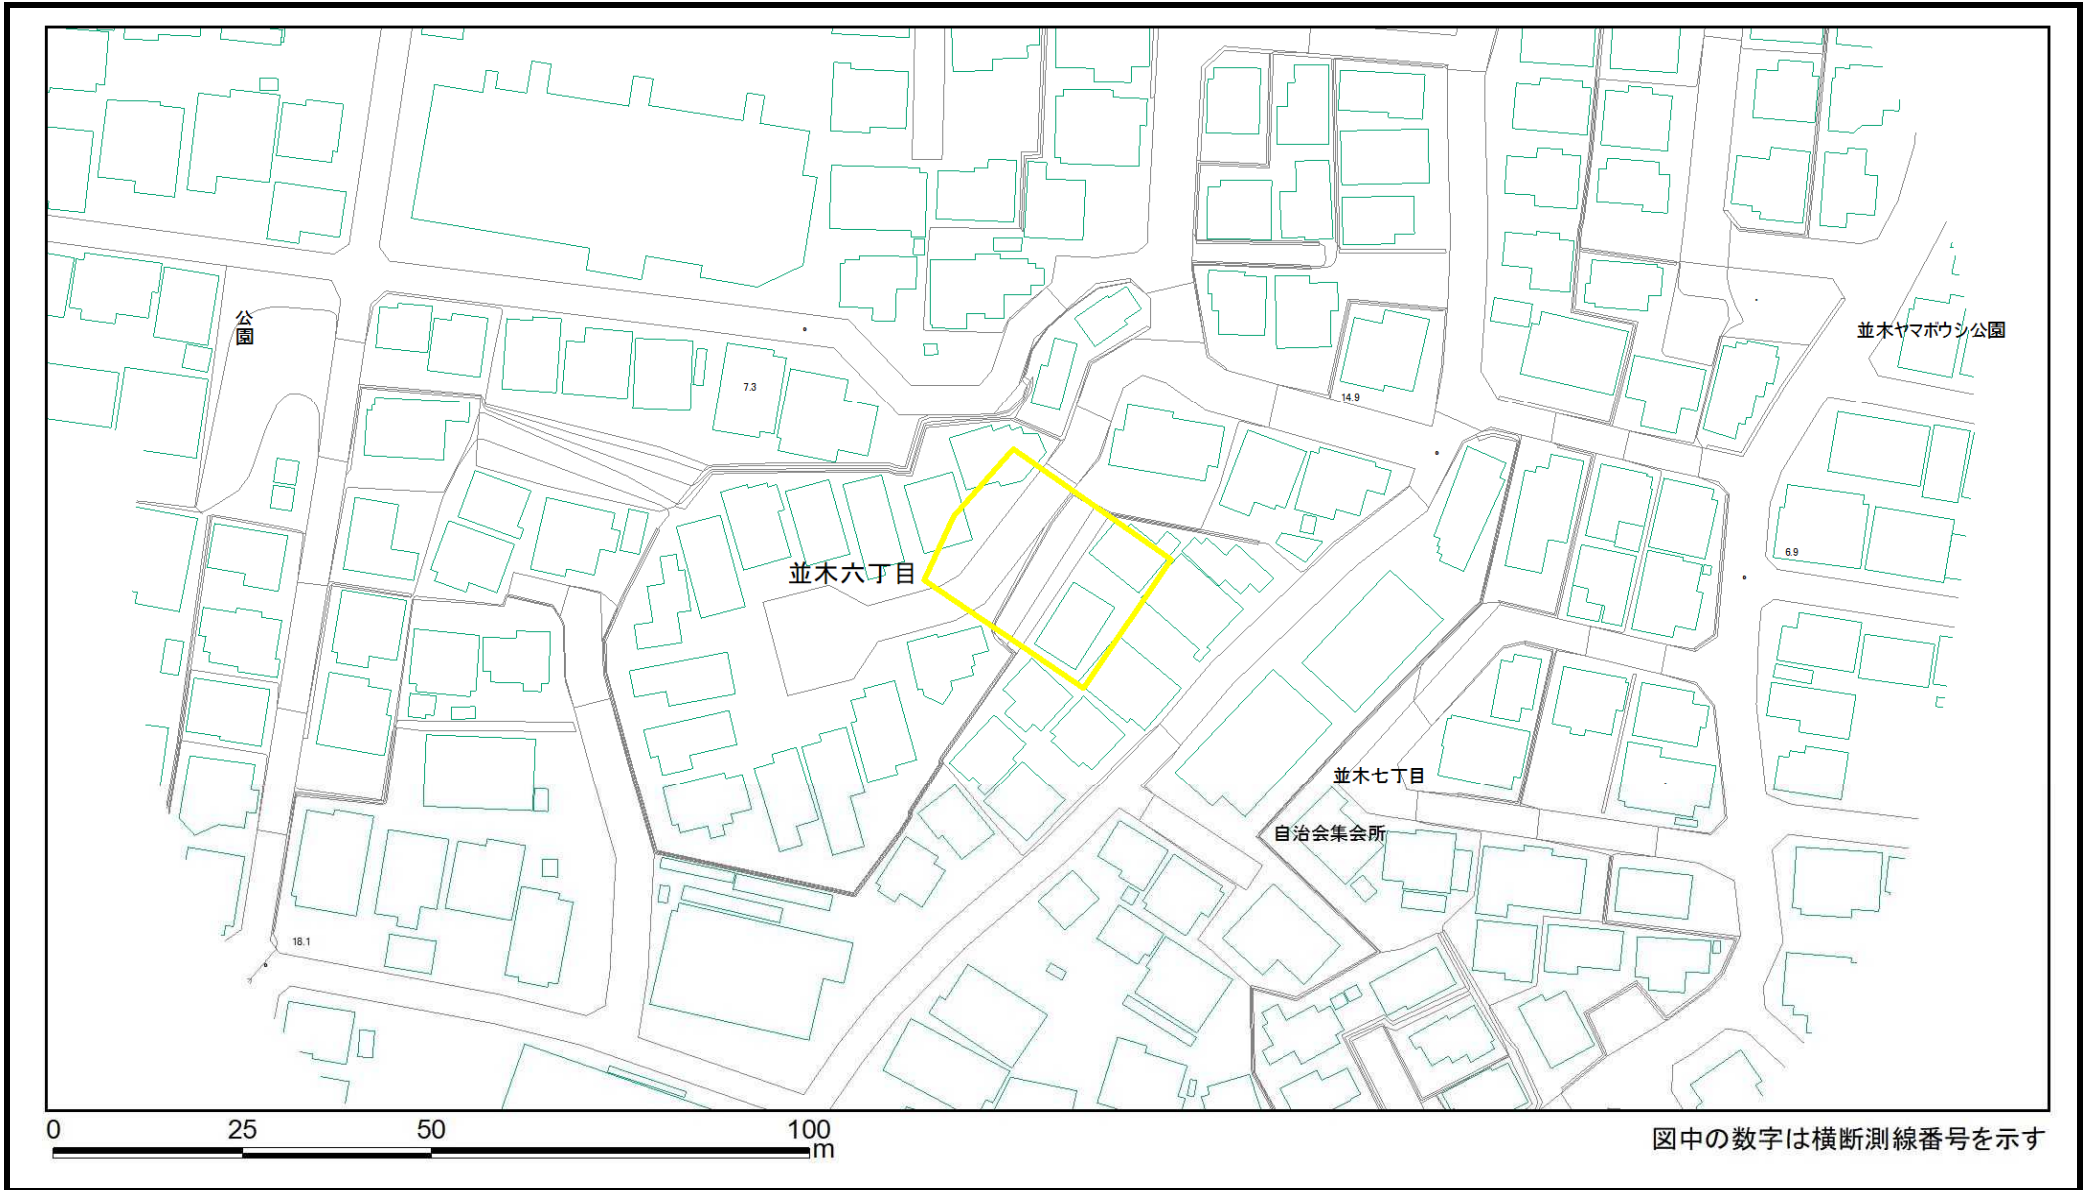 公園
並木ヤマボウシ公園
7.3
14.9
6.9
並木六丁目
並木七丁目
自治会集会所
18.1
0 25 50 100
m
図中の数字は横断測線番号を示す